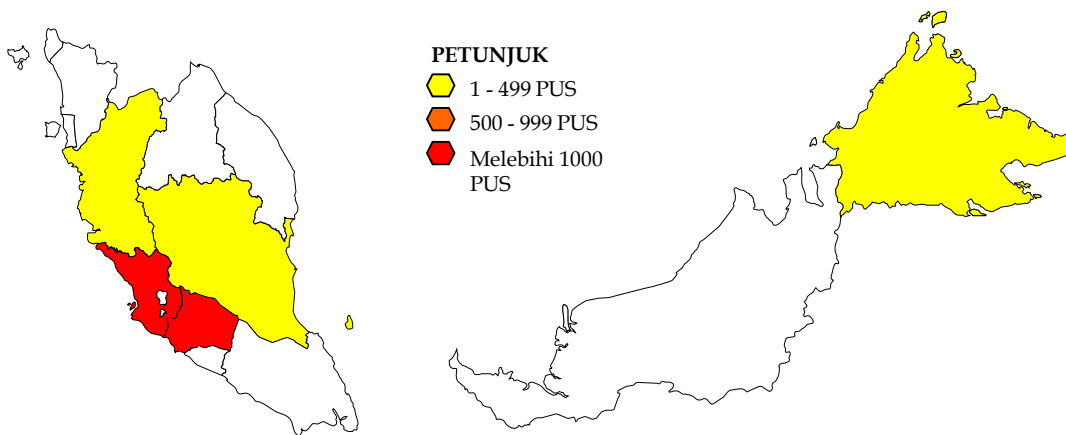 PETUNJUK
1 - 499 PUS
500 - 999 PUS
Melebihi 1000
PUS